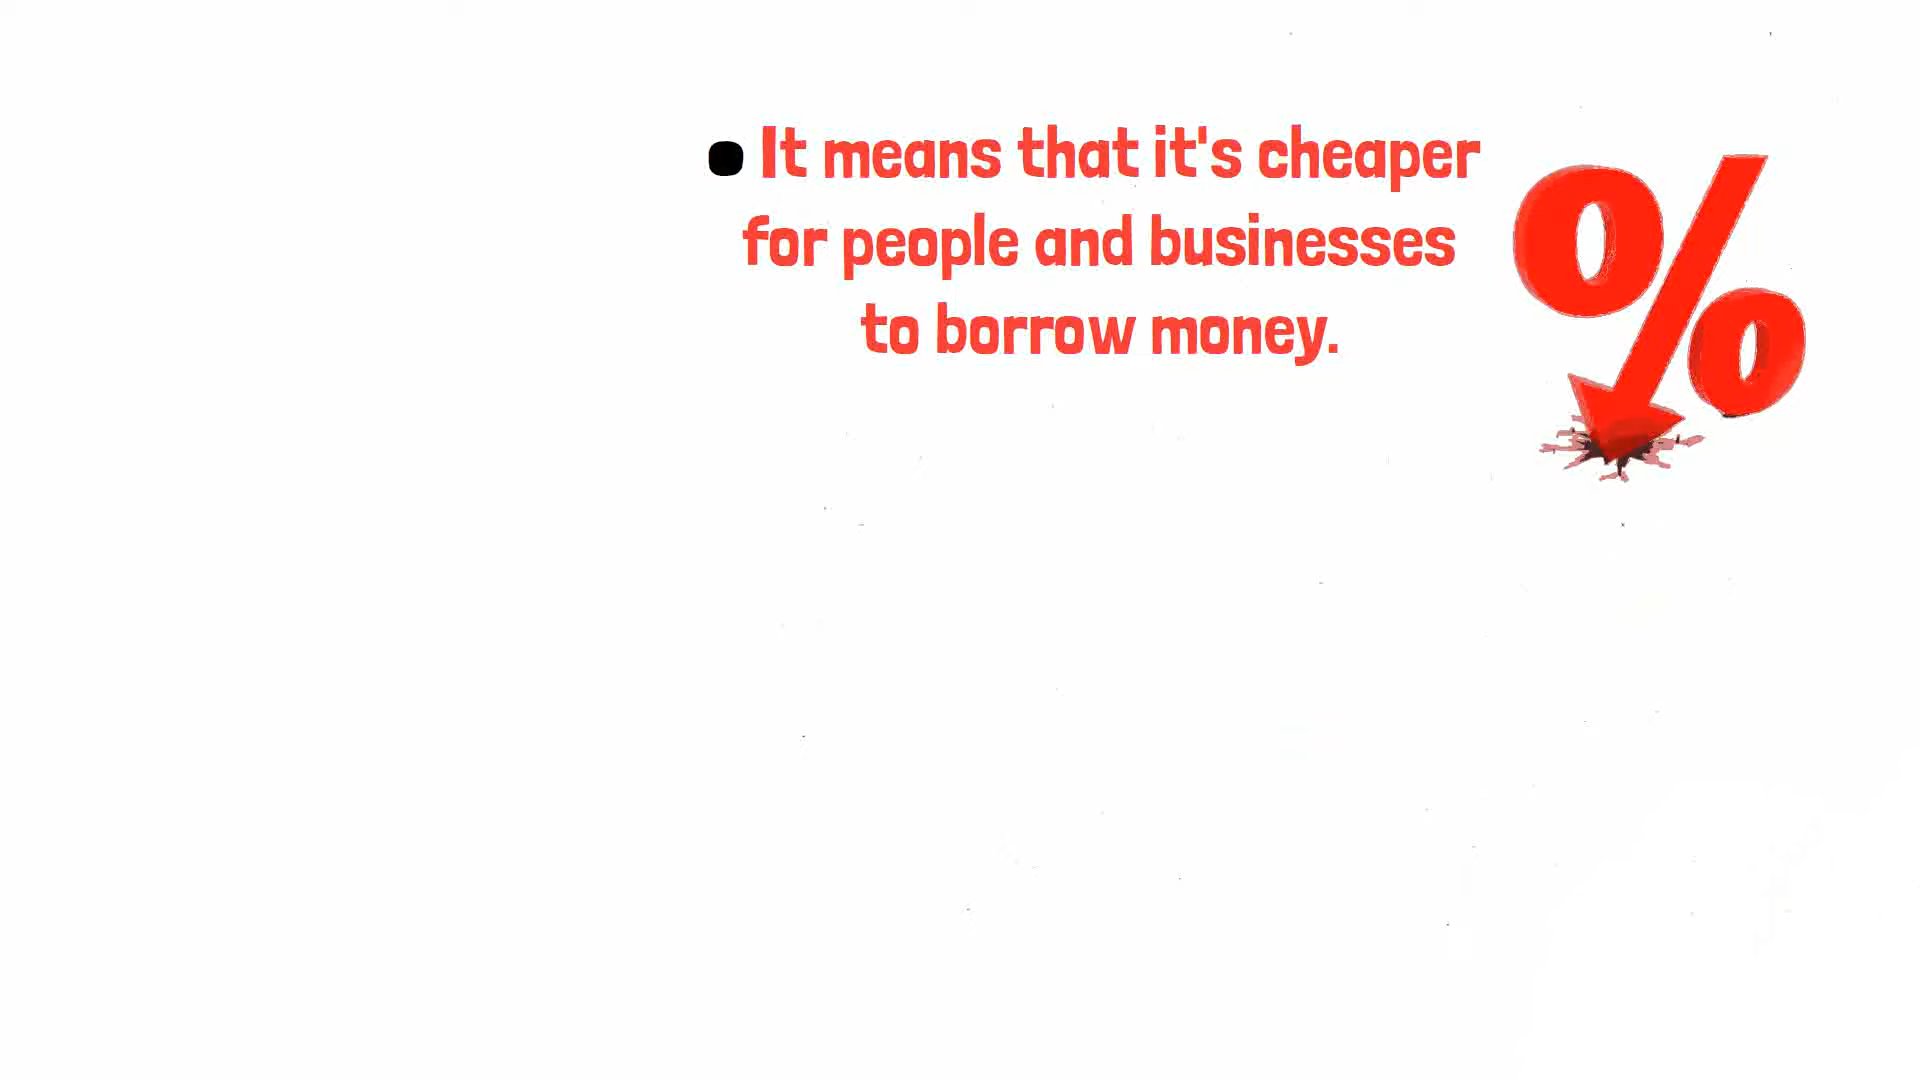 • It means that it's cheaper
for people and businesses
to borrow money.
%